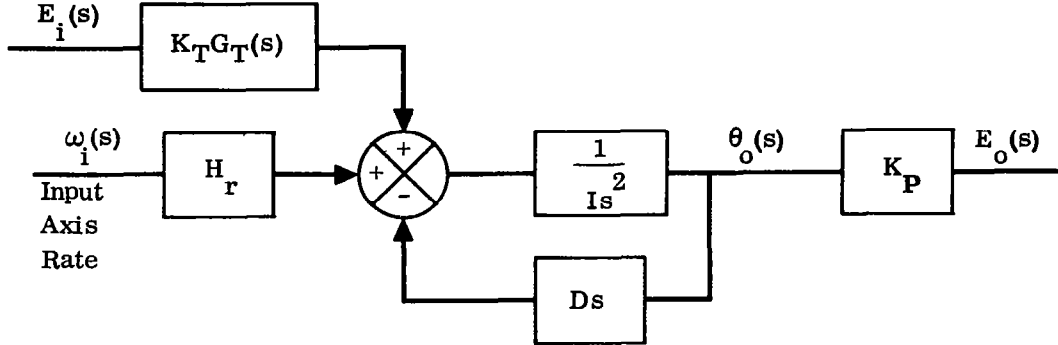 E_i(s)
K_T G_T(s)
ω_i(s)
Input
Axis
Rate
H_r
+
+
-
1
Is^2
θ_o(s)
K_P
E_o(s)
Ds